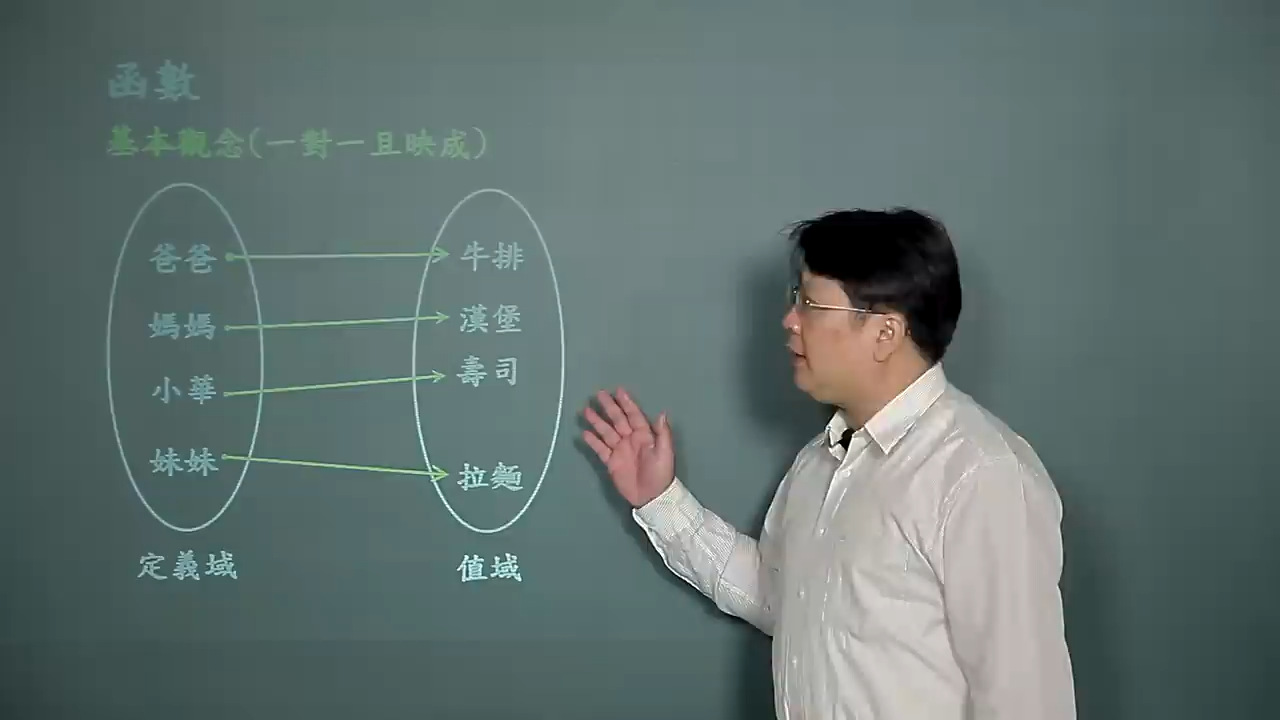 函數
基本觀念(一對一且映成)
爸爸 牛排
媽媽 漢堡
小華 壽司
妹妹 拉麵
定義域 值域